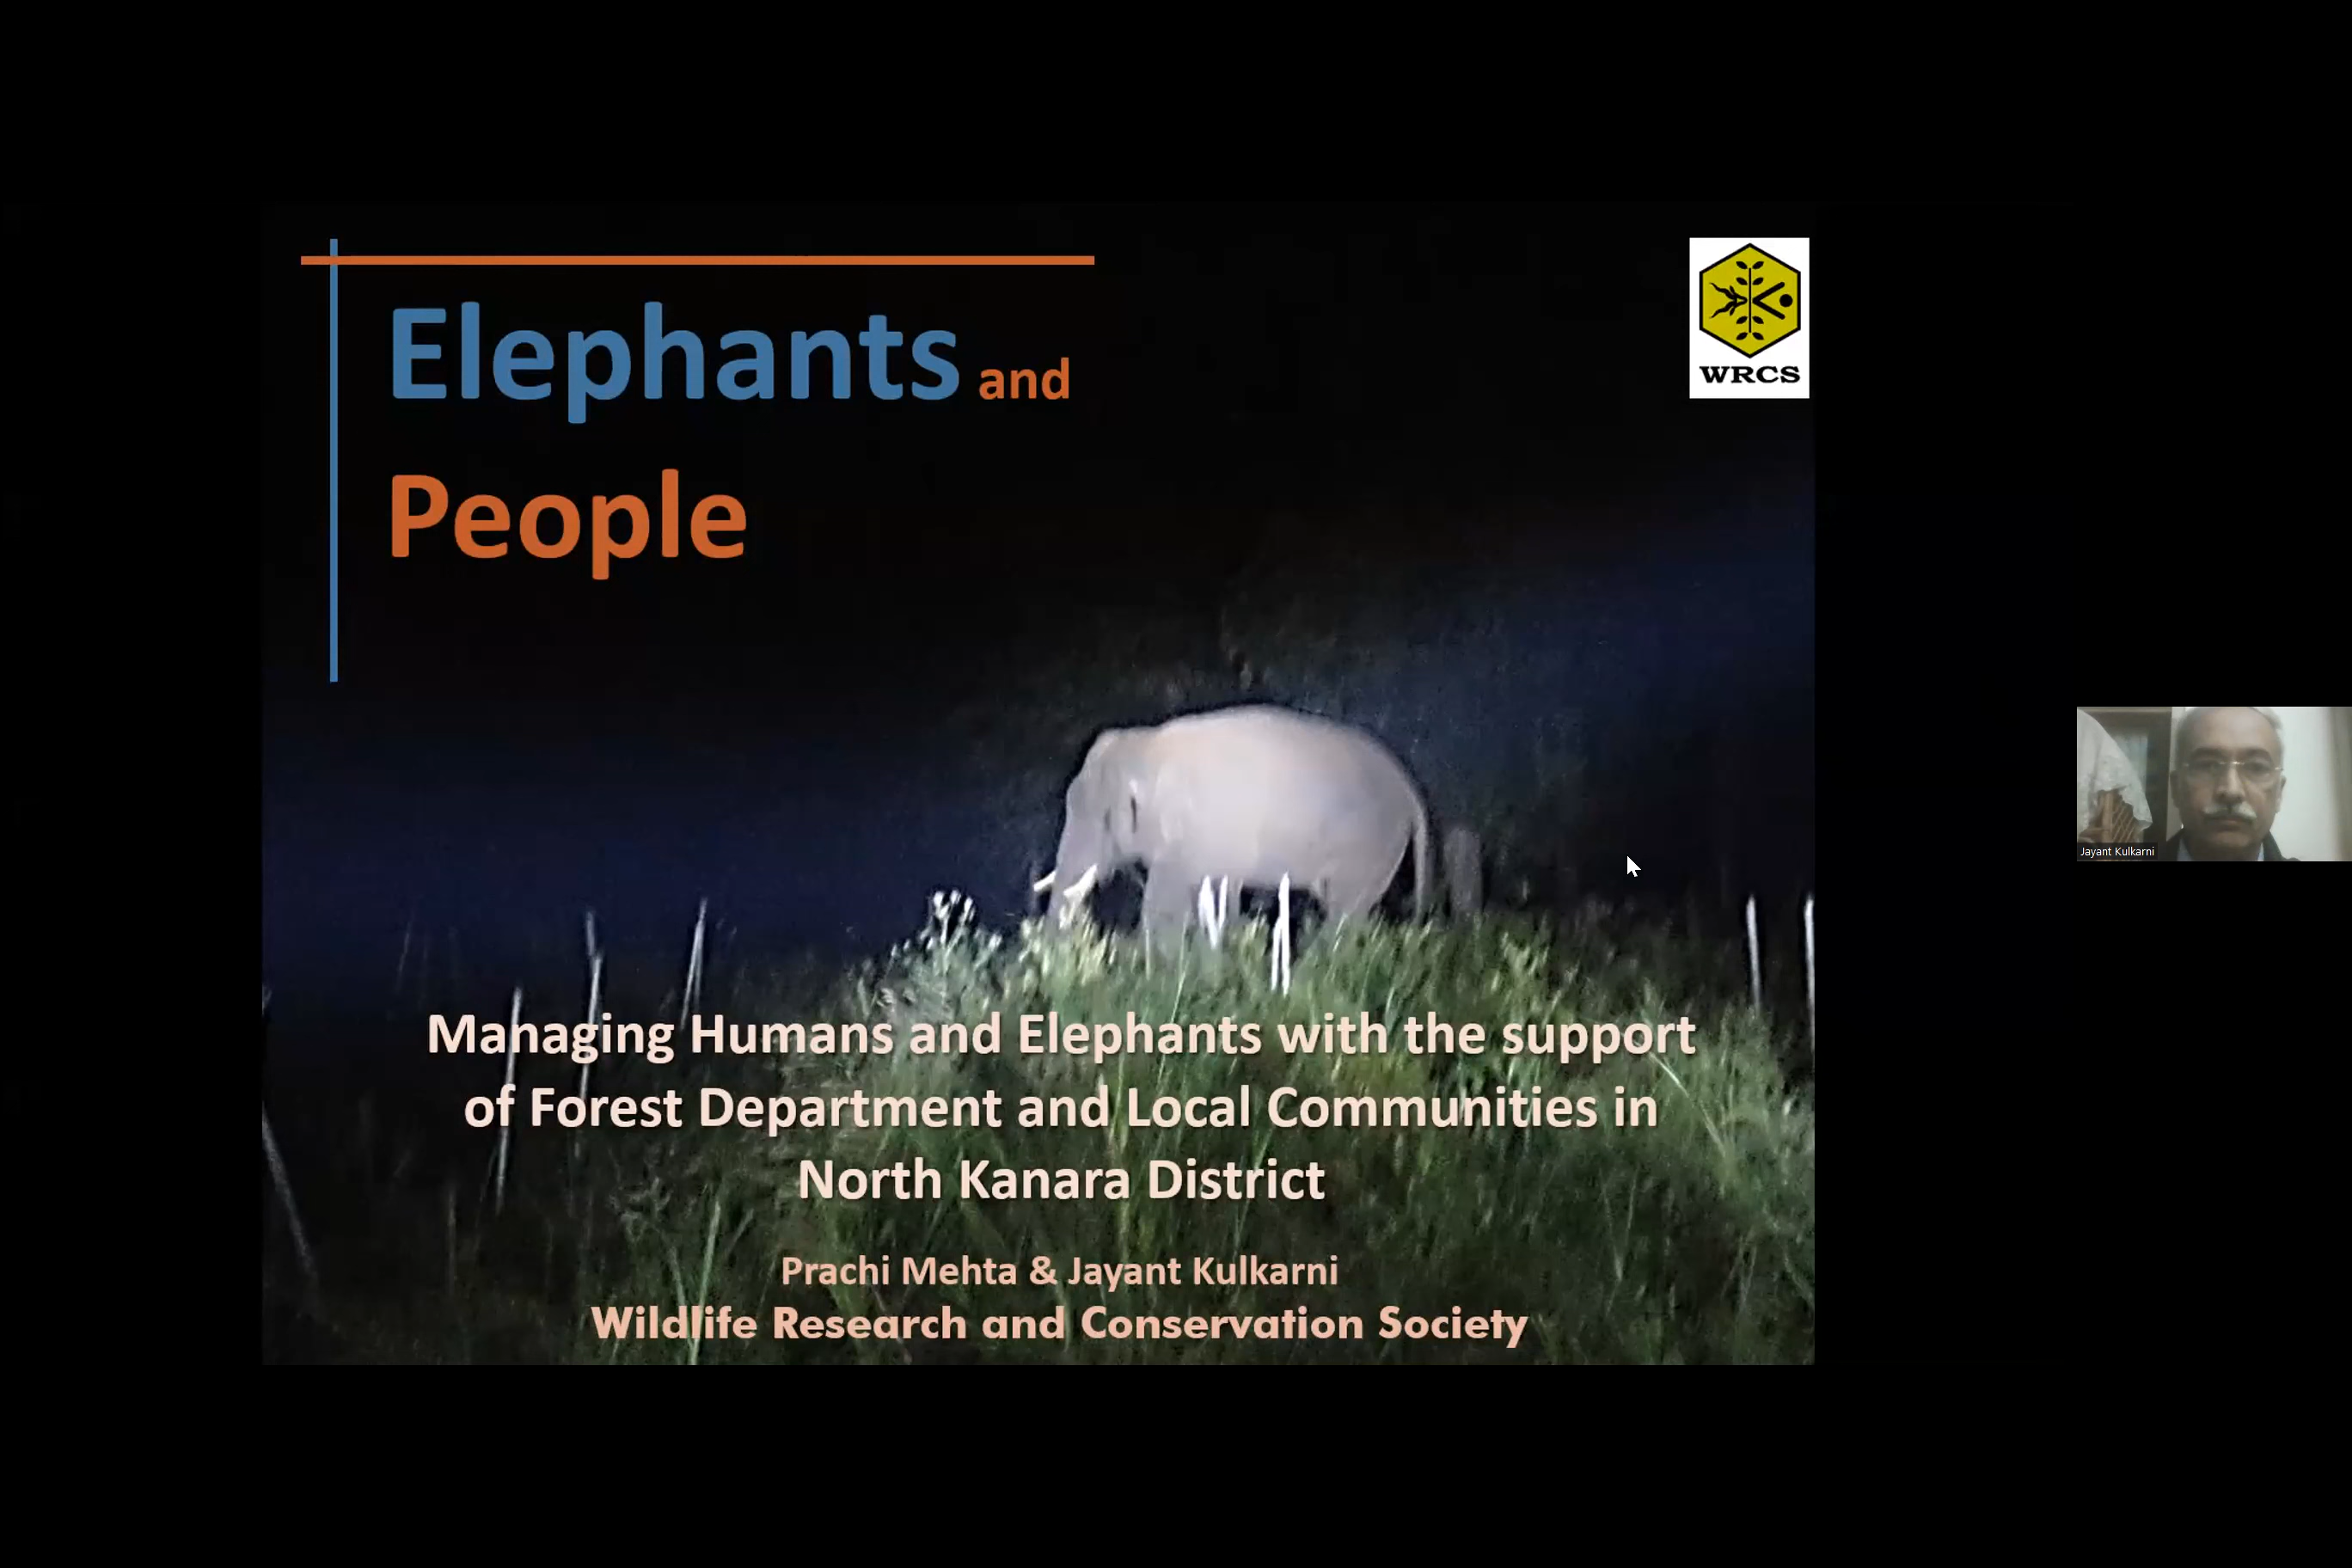 Elephants and
People
WRCS
Managing Humans and Elephants with the support
of Forest Department and Local Communities in
North Kanara District
Prachi Mehta & Jayant Kulkarni
Wildlife Research and Conservation Society
Jayant Kulkarni